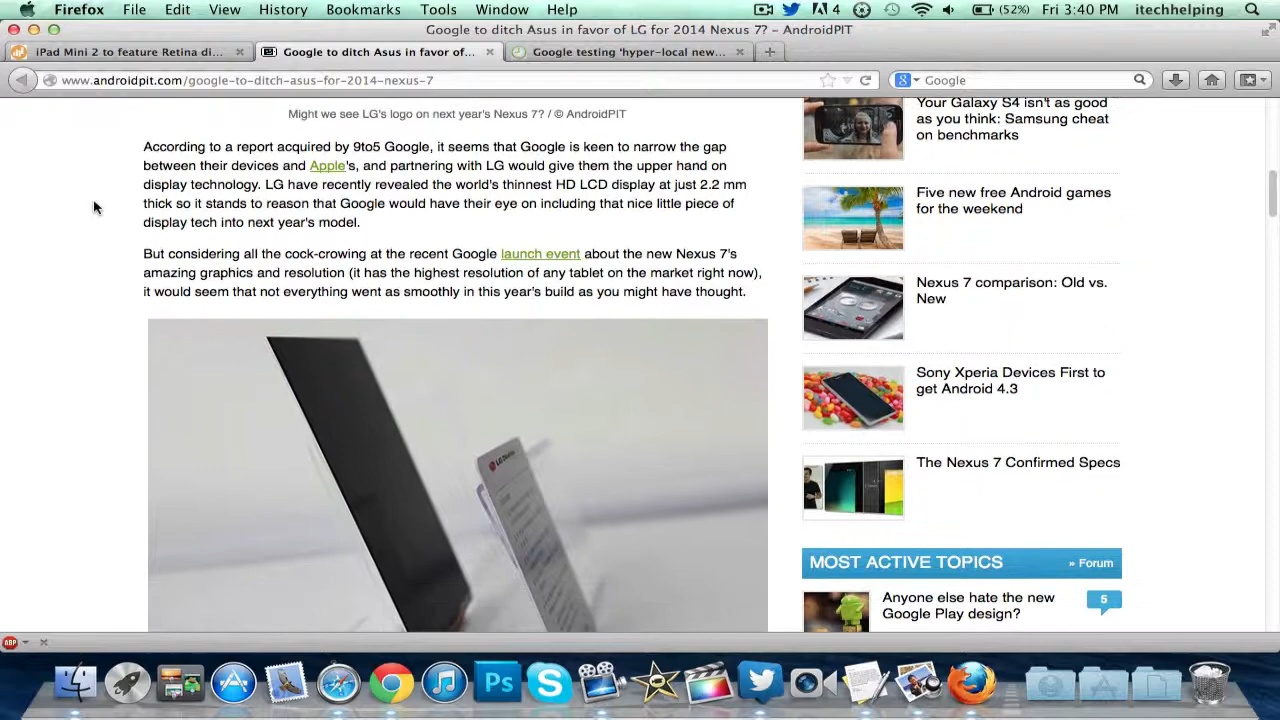 Firefox File Edit View History Bookmarks Tools Window Help 4 (52%) Fri 3:40 PM itechhelping
Google to ditch Asus in favor of LG for 2014 Nexus 7? – AndroidPIT
iPad Mini 2 to feature Retina di...
Google to ditch Asus in favor of...
Google testing 'hyper-local new...
www.androidpit.com/google-to-ditch-asus-for-2014-nexus-7
Google
Might we see LG's logo on next year's Nexus 7? / © AndroidPIT
According to a report acquired by 9to5 Google, it seems that Google is keen to narrow the gap
between their devices and Apple's, and partnering with LG would give them the upper hand on
display technology. LG have recently revealed the world's thinnest HD LCD display at just 2.2 mm
thick so it stands to reason that Google would have their eye on including that nice little piece of
display tech into next year's model.
But considering all the cock-crowing at the recent Google launch event about the new Nexus 7's
amazing graphics and resolution (it has the highest resolution of any tablet on the market right now),
it would seem that not everything went as smoothly in this year's build as you might have thought.
Your Galaxy S4 isn't as good
as you think: Samsung cheat
on benchmarks
Five new free Android games
for the weekend
Nexus 7 comparison: Old vs.
New
Sony Xperia Devices First to
get Android 4.3
The Nexus 7 Confirmed Specs
MOST ACTIVE TOPICS
» Forum
Anyone else hate the new
Google Play design?
5
ABP
Ps